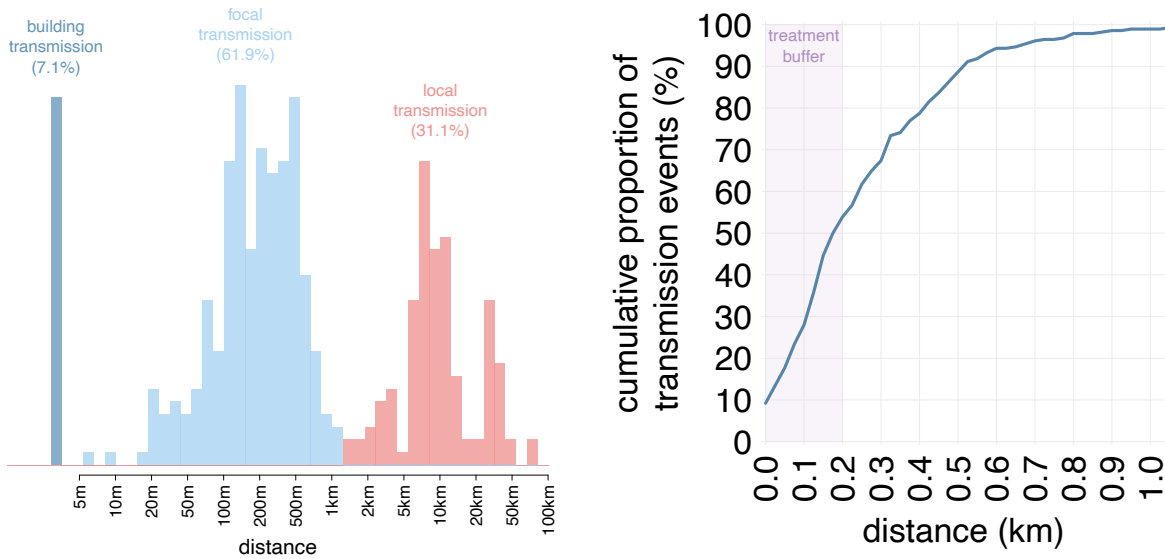 building
transmission
(7.1%)
focal
transmission
(61.9%)
local
transmission
(31.1%)
5m
10m
20m
50m
100m
200m
500m
1km
2km
5km
10km
20km
50km
100km
distance
cumulative proportion of
transmission events (%)
100
90
80
70
60
50
40
30
20
10
0
treatment
buffer
0.0
0.1
0.2
0.3
0.4
0.5
0.6
0.7
0.8
0.9
1.0
distance (km)